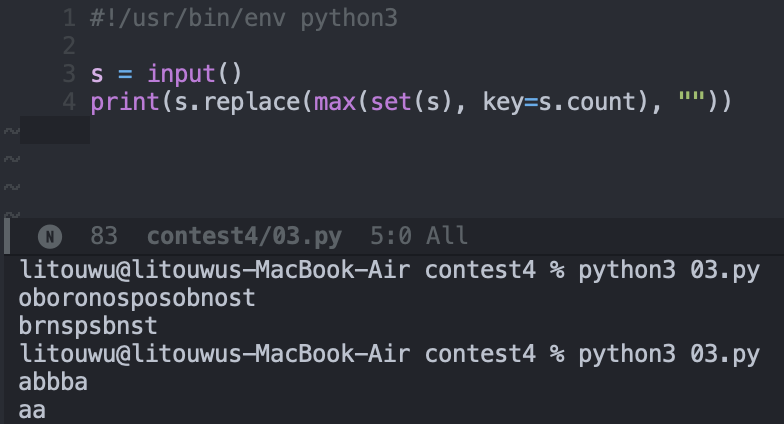 1 #!/usr/bin/env python3
2
3 s = input()
4 print(s.replace(max(set(s), key=s.count), ""))
~
~
~
~
N 83 contest4/03.py 5:0 All
litouwu@litouwus-MacBook-Air contest4 % python3 03.py
oboronosposobnost
brnspsbnst
litouwu@litouwus-MacBook-Air contest4 % python3 03.py
abbba
aa